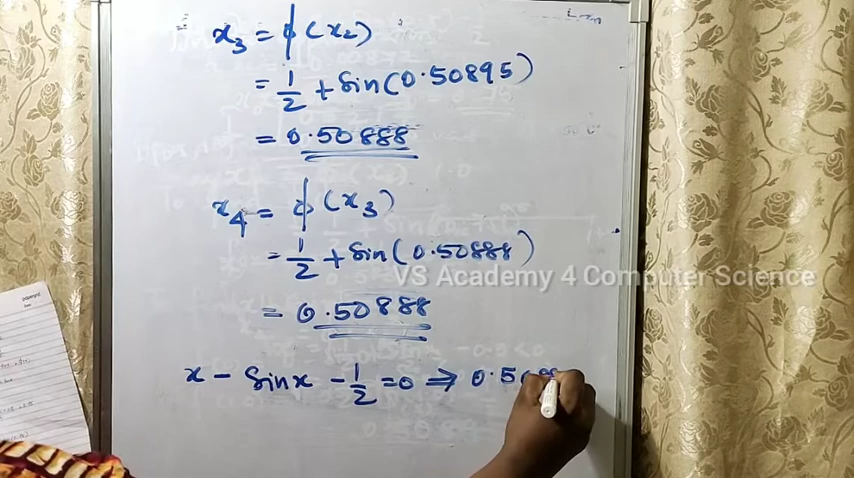 x₃ = ϕ(x₂)
= 1/2 + Sin(0.50895)
= 0.50888
x₄ = ϕ(x₃)
= 1/2 + Sin(0.50888)
VS Academy 4 Computer Science
= 0.50888
x - Sinx - 1/2 = 0 ⇒ 0.5